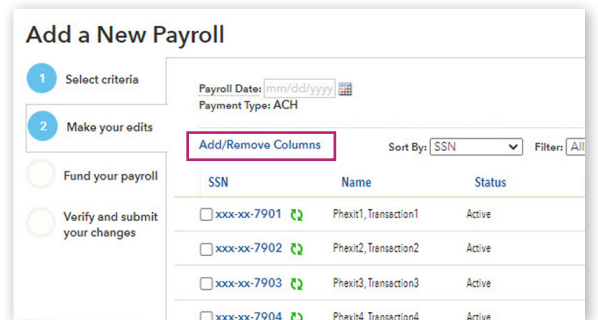 Add a New Payroll
1 Select criteria
2 Make your edits
Fund your payroll
Verify and submit
your changes
Payroll Date: mm/dd/yyyy
Payment Type: ACH
Add/Remove Columns Sort By: SSN Filter: All
SSN Name Status
xxx-xx-7901 Phexit1, Transaction1 Active
xxx-xx-7902 Phexit2, Transaction2 Active
xxx-xx-7903 Phexit3, Transaction3 Active
xxx-xx-7904 Phexit4, Transaction4 Active